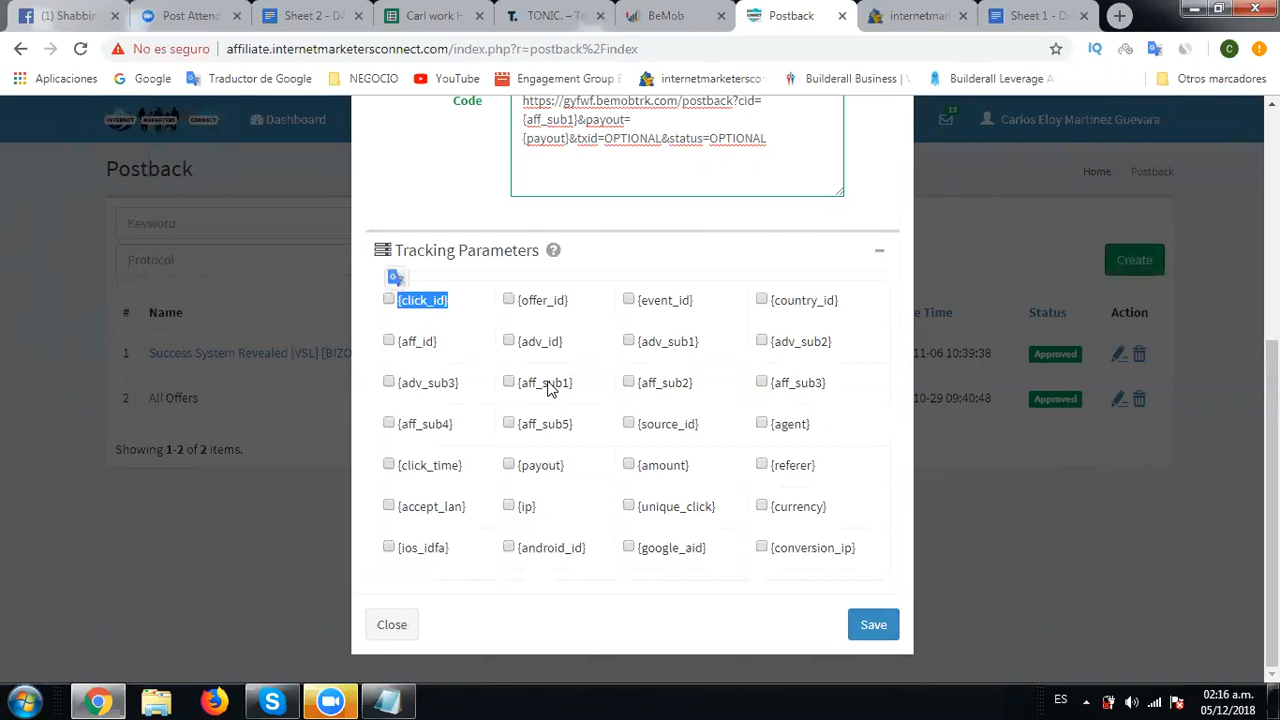 (1) Shabbi
Post Attend
Sheet 2 - D
Carl work H
TONIC. – Te
BeMob
Postback
internetmar
Sheet 1 - D
No es seguro
affiliate.internetmarketersconnect.com/index.php?r=postback%2Findex
Aplicaciones
Google
Traductor de Google
NEGOCIO
YouTube
Engagement Group E
internetmetersco
Builderall Business | \
Builderall Leverage A
Otros marcadores
INTERNET MARKETERS CONNECT
Dashboard
13
Carlos Eloy Martinez Guevara
Code
https://gyfwf.bemobtrk.com/postback?cid=
{aff_sub1}&payout=
{payout}&txid=OPTIONAL&status=OPTIONAL
Postback
Home
Postback
Keyword
Protocol
Create
Tracking Parameters
{click_id} {offer_id} {event_id} {country_id}
{aff_id} {adv_id} {adv_sub1} {adv_sub2}
{adv_sub3} {aff_sub1} {aff_sub2} {aff_sub3}
{aff_sub4} {aff_sub5} {source_id} {agent}
{click_time} {payout} {amount} {referer}
{accept_lan} {ip} {unique_click} {currency}
{ios_idfa} {android_id} {google_aid} {conversion_ip}
# Name
e Time Status Action
1 Success System Revealed [VSL] [BIZO
-11-06 10:39:38 Approved
2 All Offers
-10-29 09:40:48 Approved
Showing 1-2 of 2 items.
Close
Save
ES
02:16 a.m.
05/12/2018